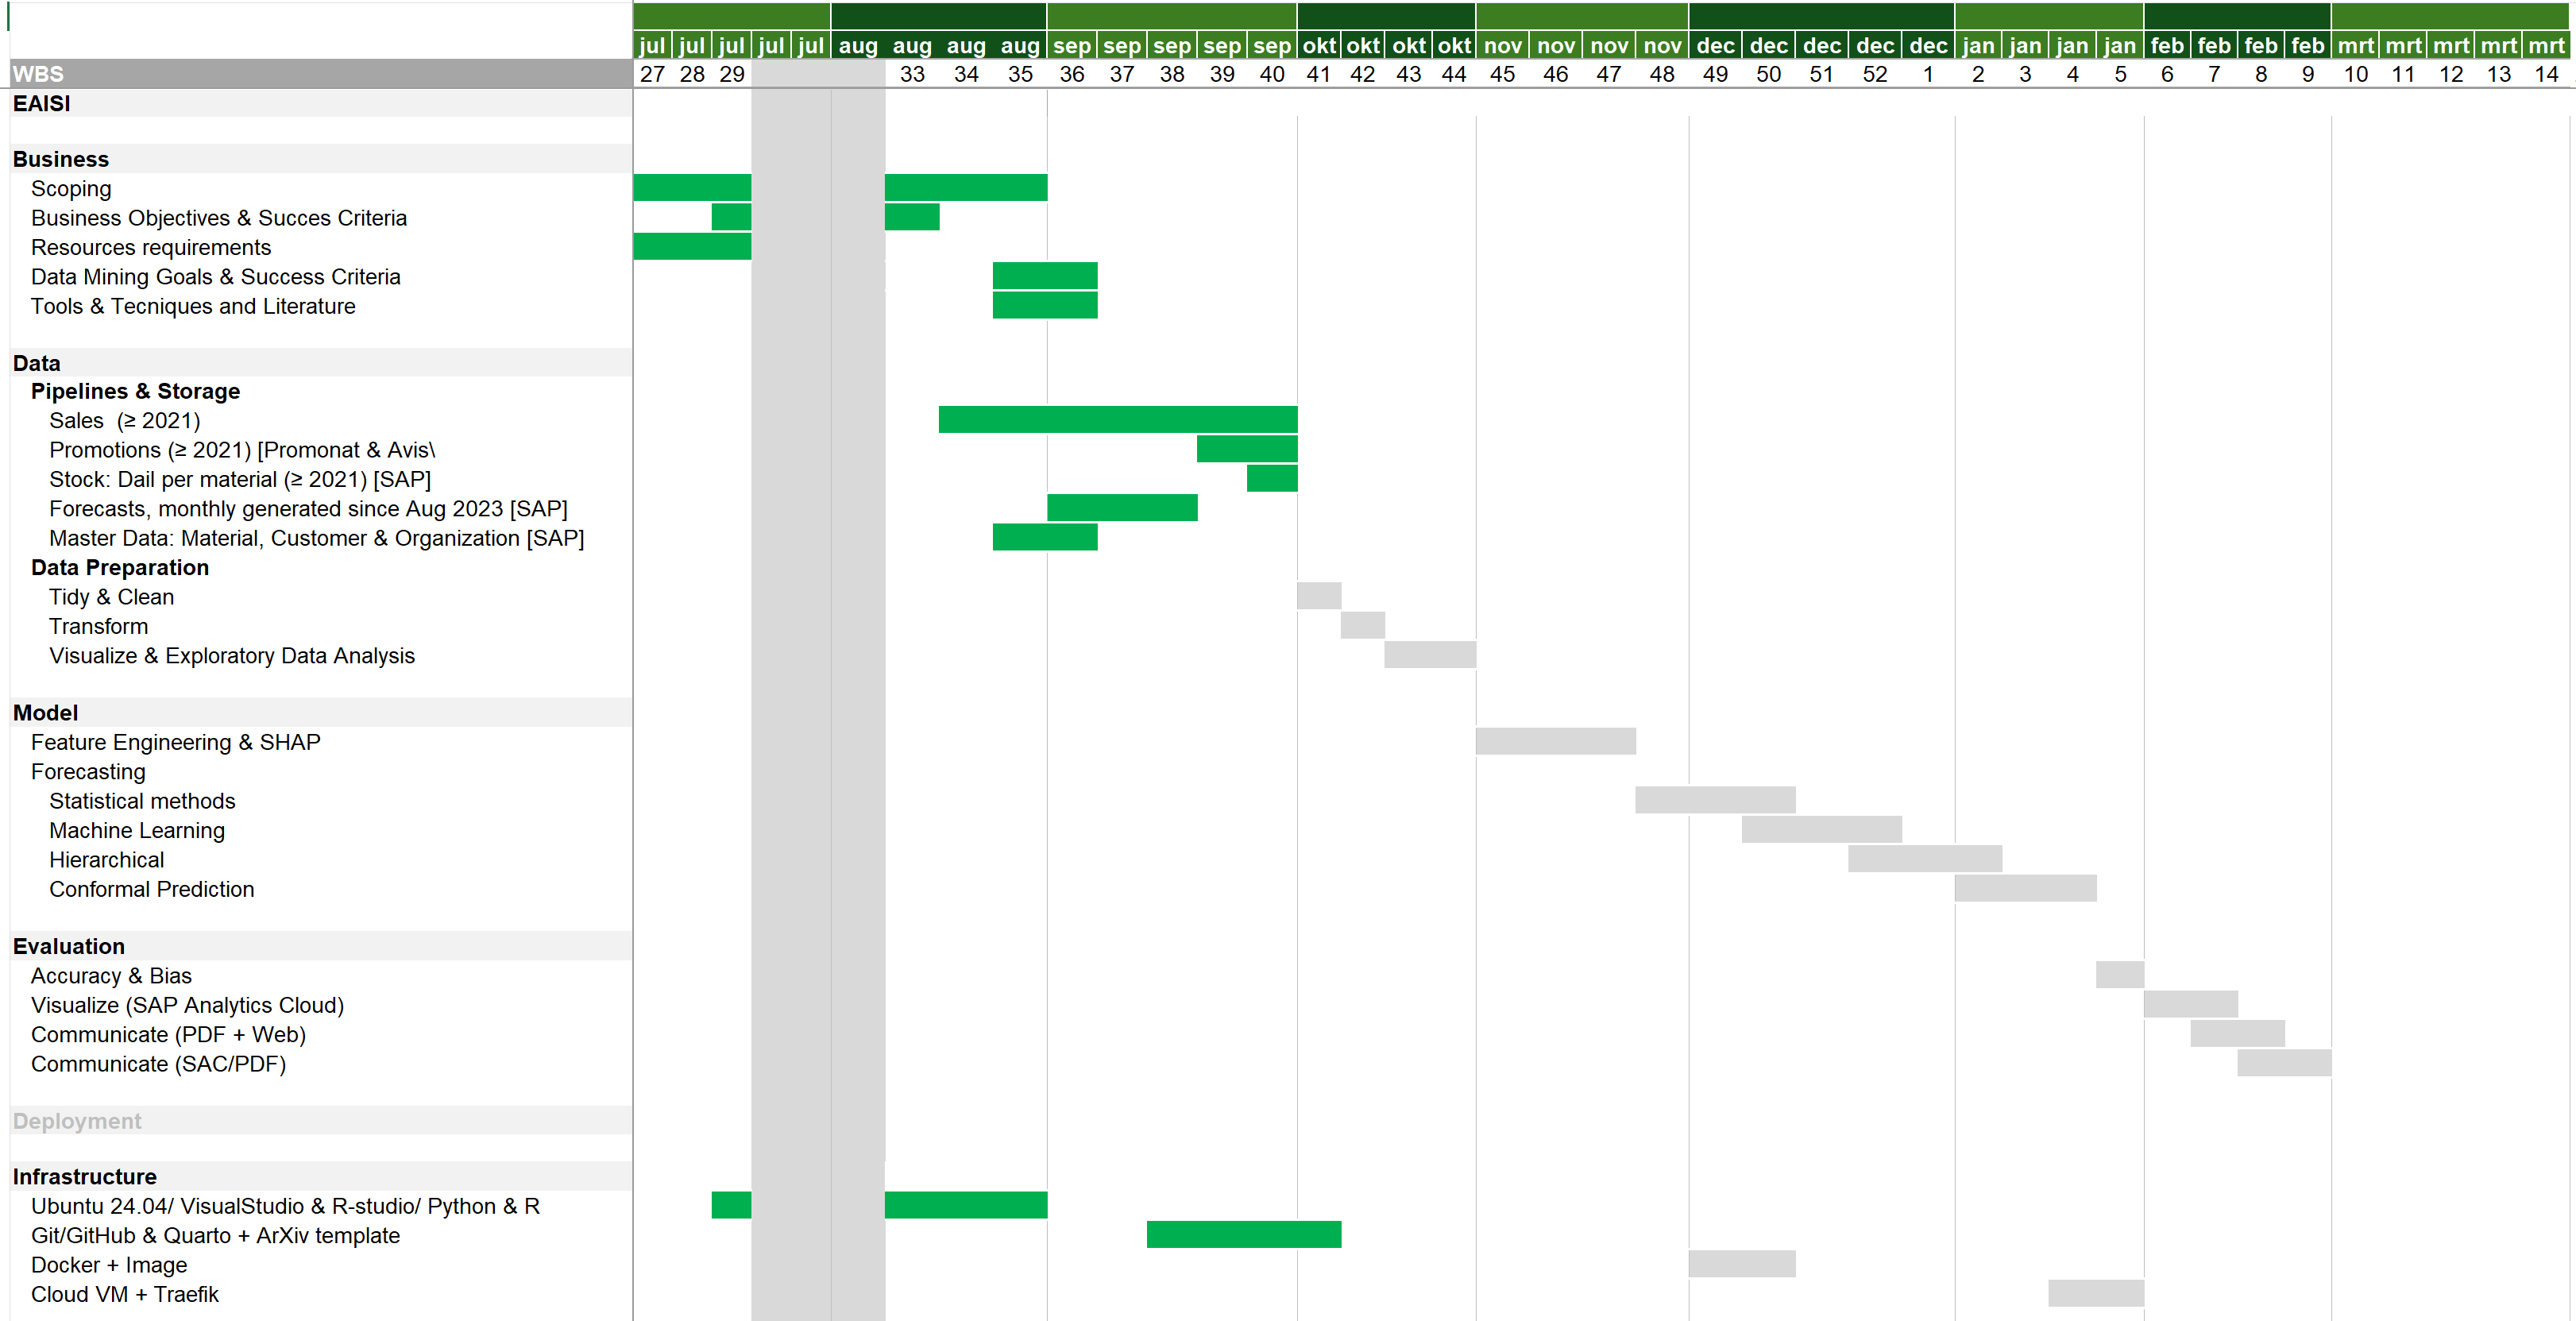 jul jul jul jul jul aug aug aug aug sep sep sep sep sep okt okt okt okt nov nov nov nov dec dec dec dec dec jan jan jan jan feb feb feb feb mrt mrt mrt mrt mrt
WBS 27 28 29 33 34 35 36 37 38 39 40 41 42 43 44 45 46 47 48 49 50 51 52 1 2 3 4 5 6 7 8 9 10 11 12 13 14
EAISI
Business
Scoping
Business Objectives & Succes Criteria
Resources requirements
Data Mining Goals & Success Criteria
Tools & Tecniques and Literature
Data
Pipelines & Storage
Sales (≥ 2021)
Promotions (≥ 2021) [Promonat & Avis\
Stock: Dail per material (≥ 2021) [SAP]
Forecasts, monthly generated since Aug 2023 [SAP]
Master Data: Material, Customer & Organization [SAP]
Data Preparation
Tidy & Clean
Transform
Visualize & Exploratory Data Analysis
Model
Feature Engineering & SHAP
Forecasting
Statistical methods
Machine Learning
Hierarchical
Conformal Prediction
Evaluation
Accuracy & Bias
Visualize (SAP Analytics Cloud)
Communicate (PDF + Web)
Communicate (SAC/PDF)
Deployment
Infrastructure
Ubuntu 24.04/ VisualStudio & R-studio/ Python & R
Git/GitHub & Quarto + ArXiv template
Docker + Image
Cloud VM + Traefik